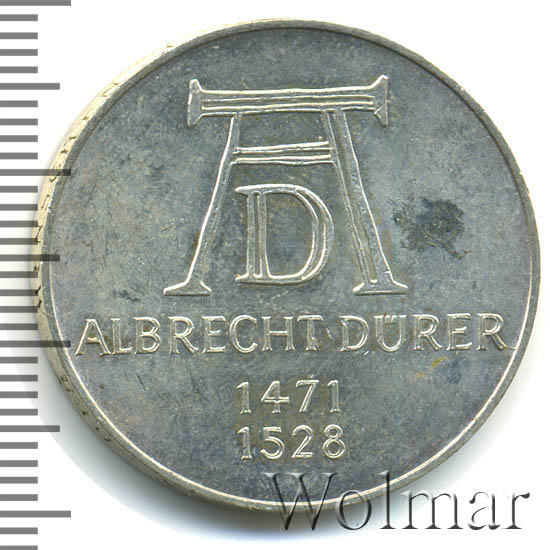 AD
ALBRECHT DÜRER
1471
1528
Wolmar